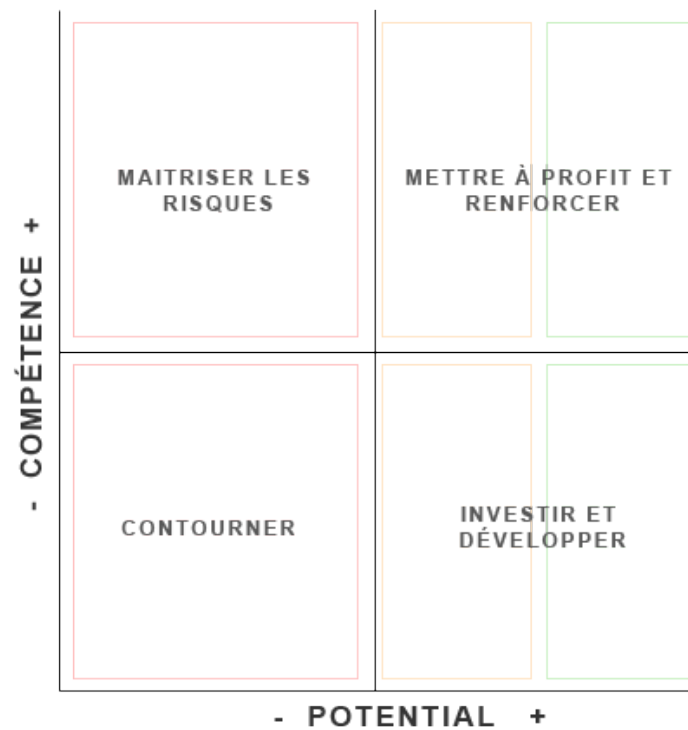 MAITRISER LES
RISQUES
METTRE À PROFIT ET
RENFORCER
- COMPÉTENCE +
CONTOURNER
INVESTIR ET
DÉVELOPPER
- POTENTIAL +